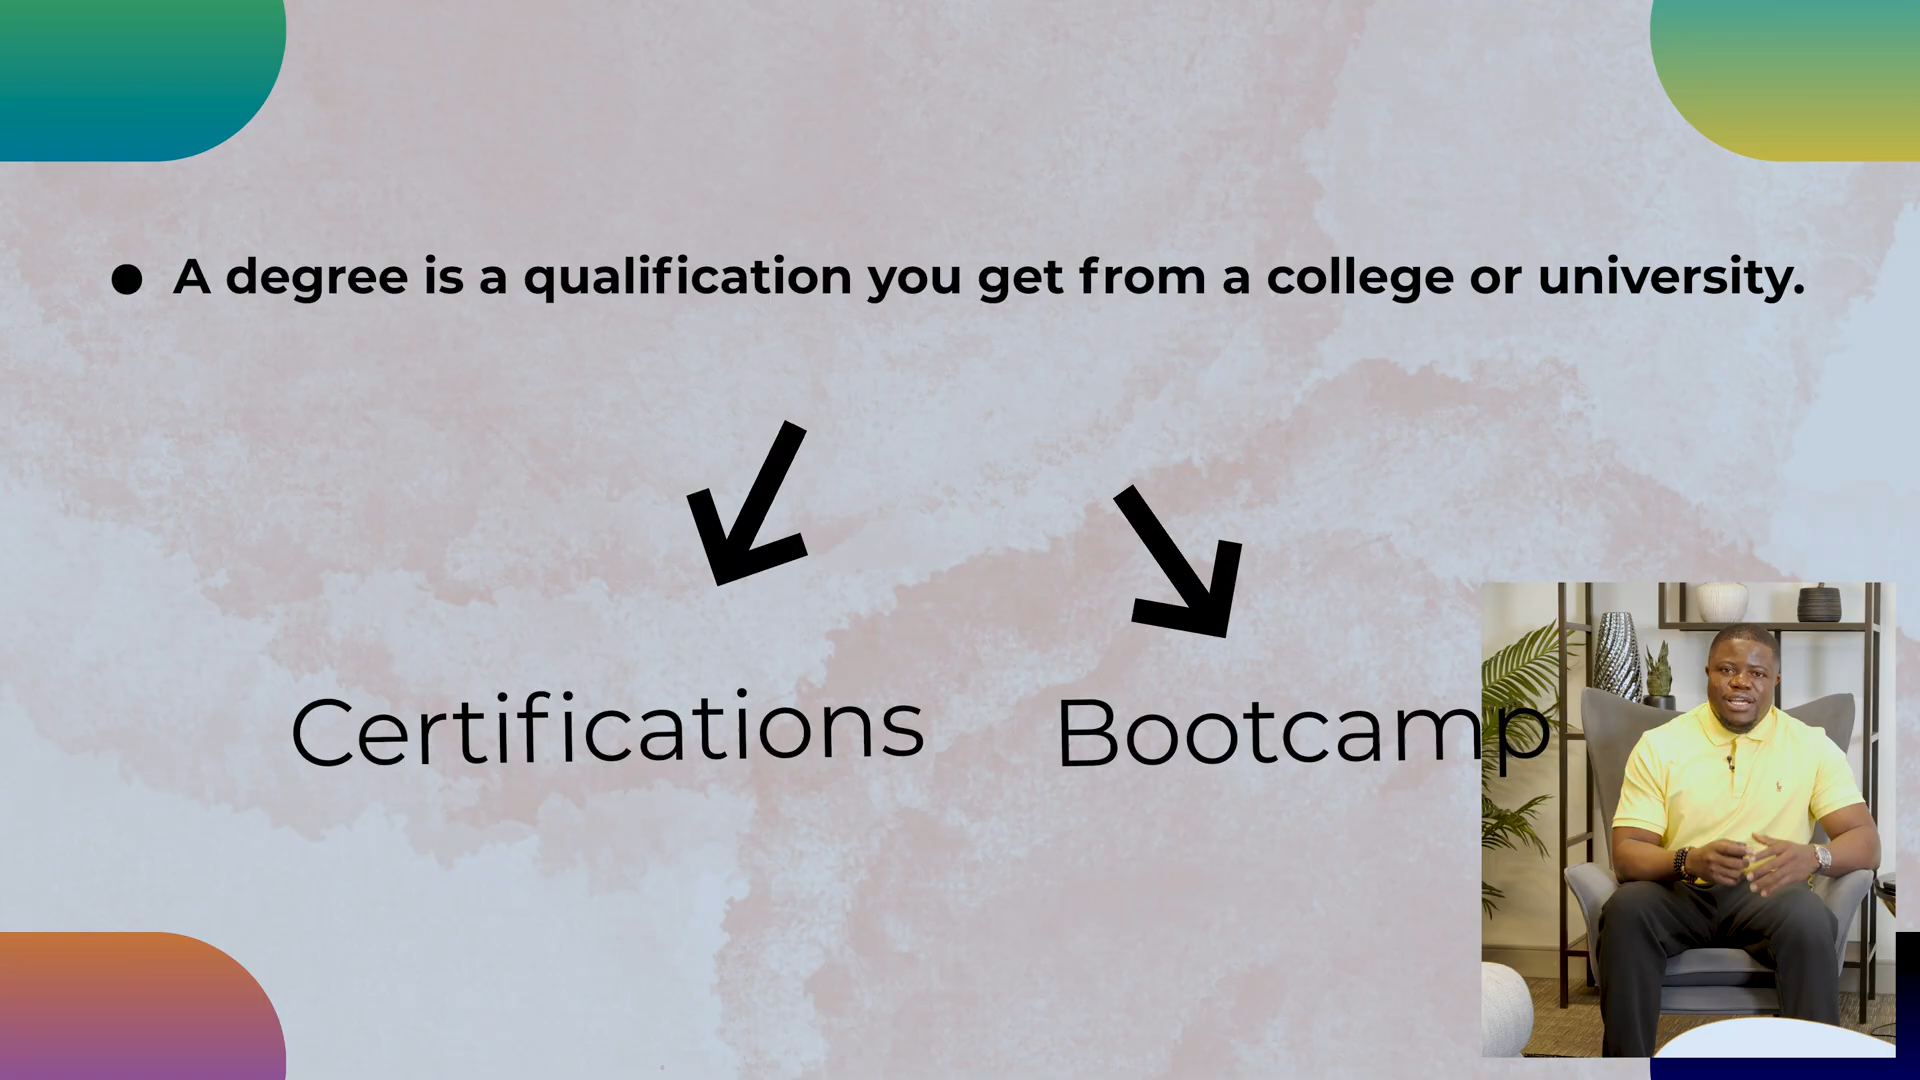 ● A degree is a qualification you get from a college or university.
Certifications
Bootcamp